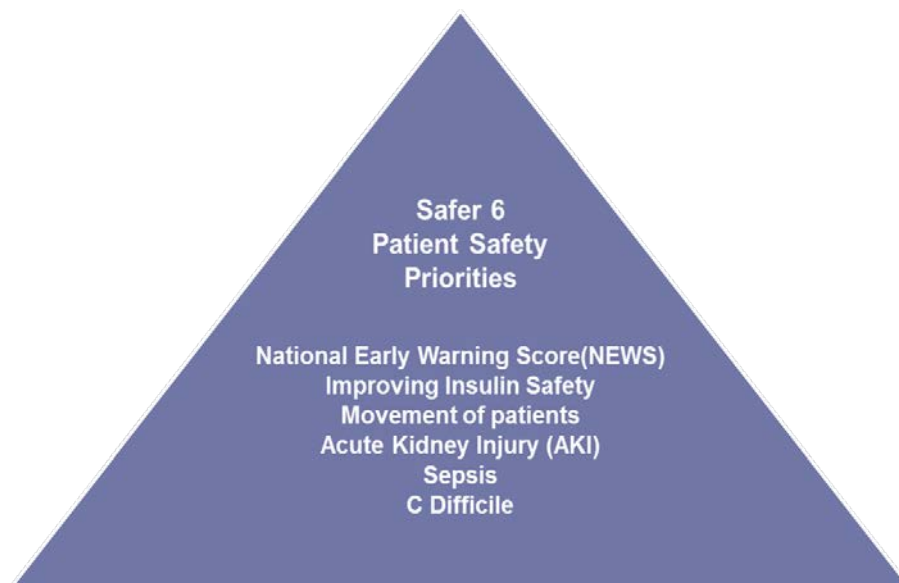 Safer 6
Patient Safety
Priorities
National Early Warning Score(NEWS)
Improving Insulin Safety
Movement of patients
Acute Kidney Injury (AKI)
Sepsis
C Difficile